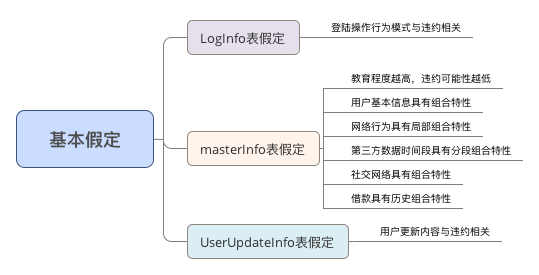 基本假定
LogInfo表假定
登陆操作行为模式与违约相关
masterInfo表假定
教育程度越高，违约可能性越低
用户基本信息具有组合特性
网络行为具有局部组合特性
第三方数据时间段具有分段组合特性
社交网络具有组合特性
借款具有历史组合特性
UserUpdateInfo表假定
用户更新内容与违约相关